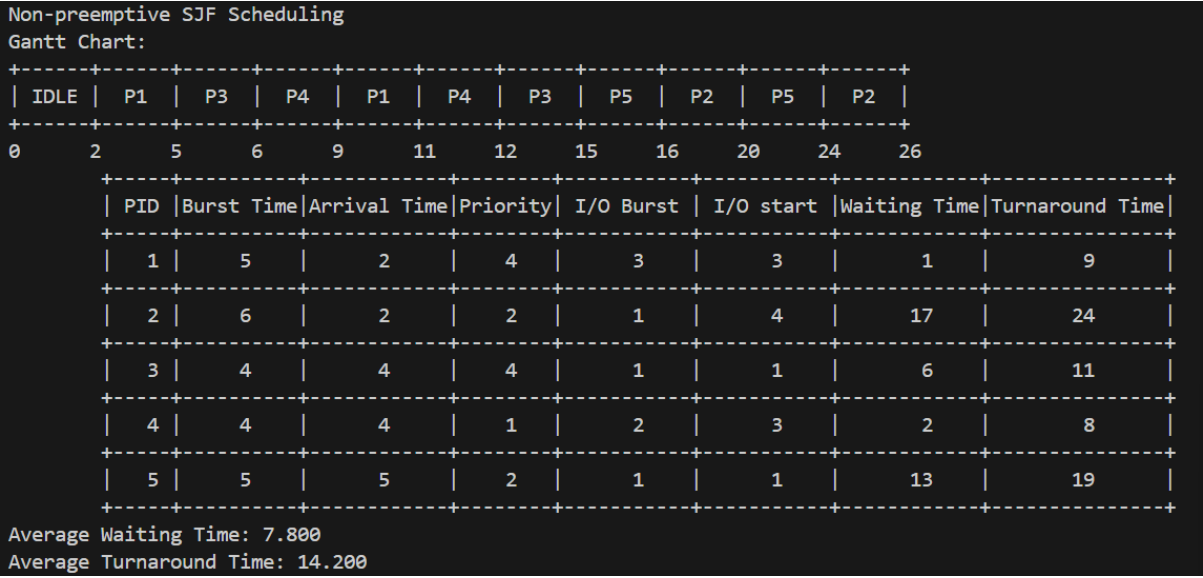 Non-preemptive SJF Scheduling
Gantt Chart:
+------+------+------+------+------+------+------+------+------+------+------+
| IDLE |  P1  |  P3  |  P4  |  P1  |  P4  |  P3  |  P5  |  P2  |  P5  |  P2  |
+------+------+------+------+------+------+------+------+------+------+------+
0      2      5      6      9      11     12     15     16     20     24     26
+-----+----------+------------+--------+-----------+-----------+------------+---------------+
| PID |Burst Time|Arrival Time|Priority| I/O Burst | I/O start |Waiting Time|Turnaround Time|
+-----+----------+------------+--------+-----------+-----------+------------+---------------+
|   1 |     5    |      2     |    4   |      3    |      3    |      1     |       9       |
+-----+----------+------------+--------+-----------+-----------+------------+---------------+
|   2 |     6    |      2     |    2   |      1    |      4    |     17     |      24       |
+-----+----------+------------+--------+-----------+-----------+------------+---------------+
|   3 |     4    |      4     |    4   |      1    |      1    |      6     |      11       |
+-----+----------+------------+--------+-----------+-----------+------------+---------------+
|   4 |     4    |      4     |    1   |      2    |      3    |      2     |       8       |
+-----+----------+------------+--------+-----------+-----------+------------+---------------+
|   5 |     5    |      5     |    2   |      1    |      1    |     13     |      19       |
+-----+----------+------------+--------+-----------+-----------+------------+---------------+
Average Waiting Time: 7.800
Average Turnaround Time: 14.200